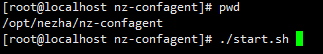 [root@localhost nz-confagent]# pwd
/opt/nezha/nz-confagent
[root@localhost nz-confagent]# ./start.sh